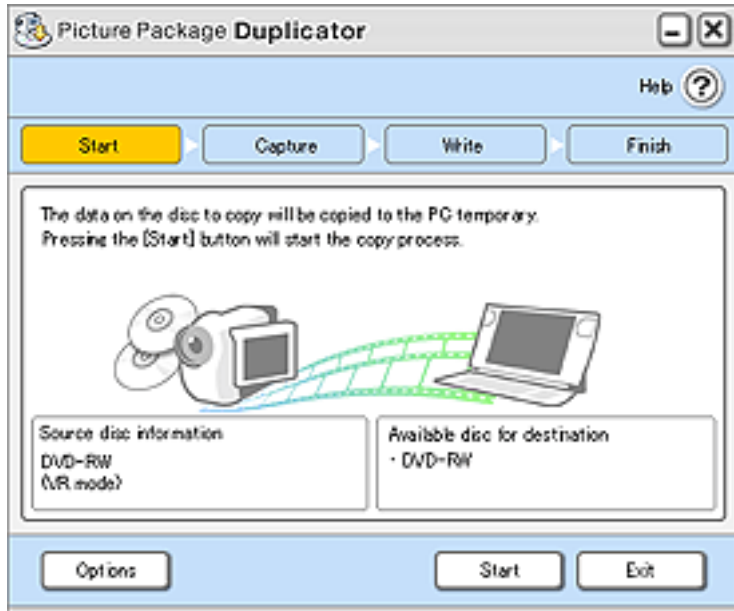 Picture Package Duplicator
Help ?
Start
Capture
Write
Finish
The data on the disc to copy will be copied to the PC temporary.
Pressing the [Start] button will start the copy process.
Source disc information
DVD-RW
(VR mode)
Available disc for destination
・DVD-RW
Options
Start
Exit